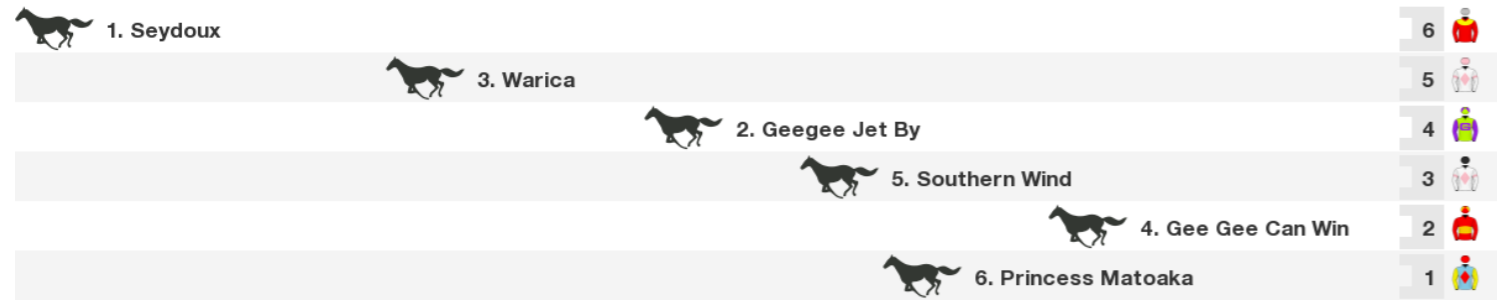 1. Seydoux 6
3. Warica 5
2. Geegee Jet By 4
5. Southern Wind 3
4. Gee Gee Can Win 2
6. Princess Matoaka 1